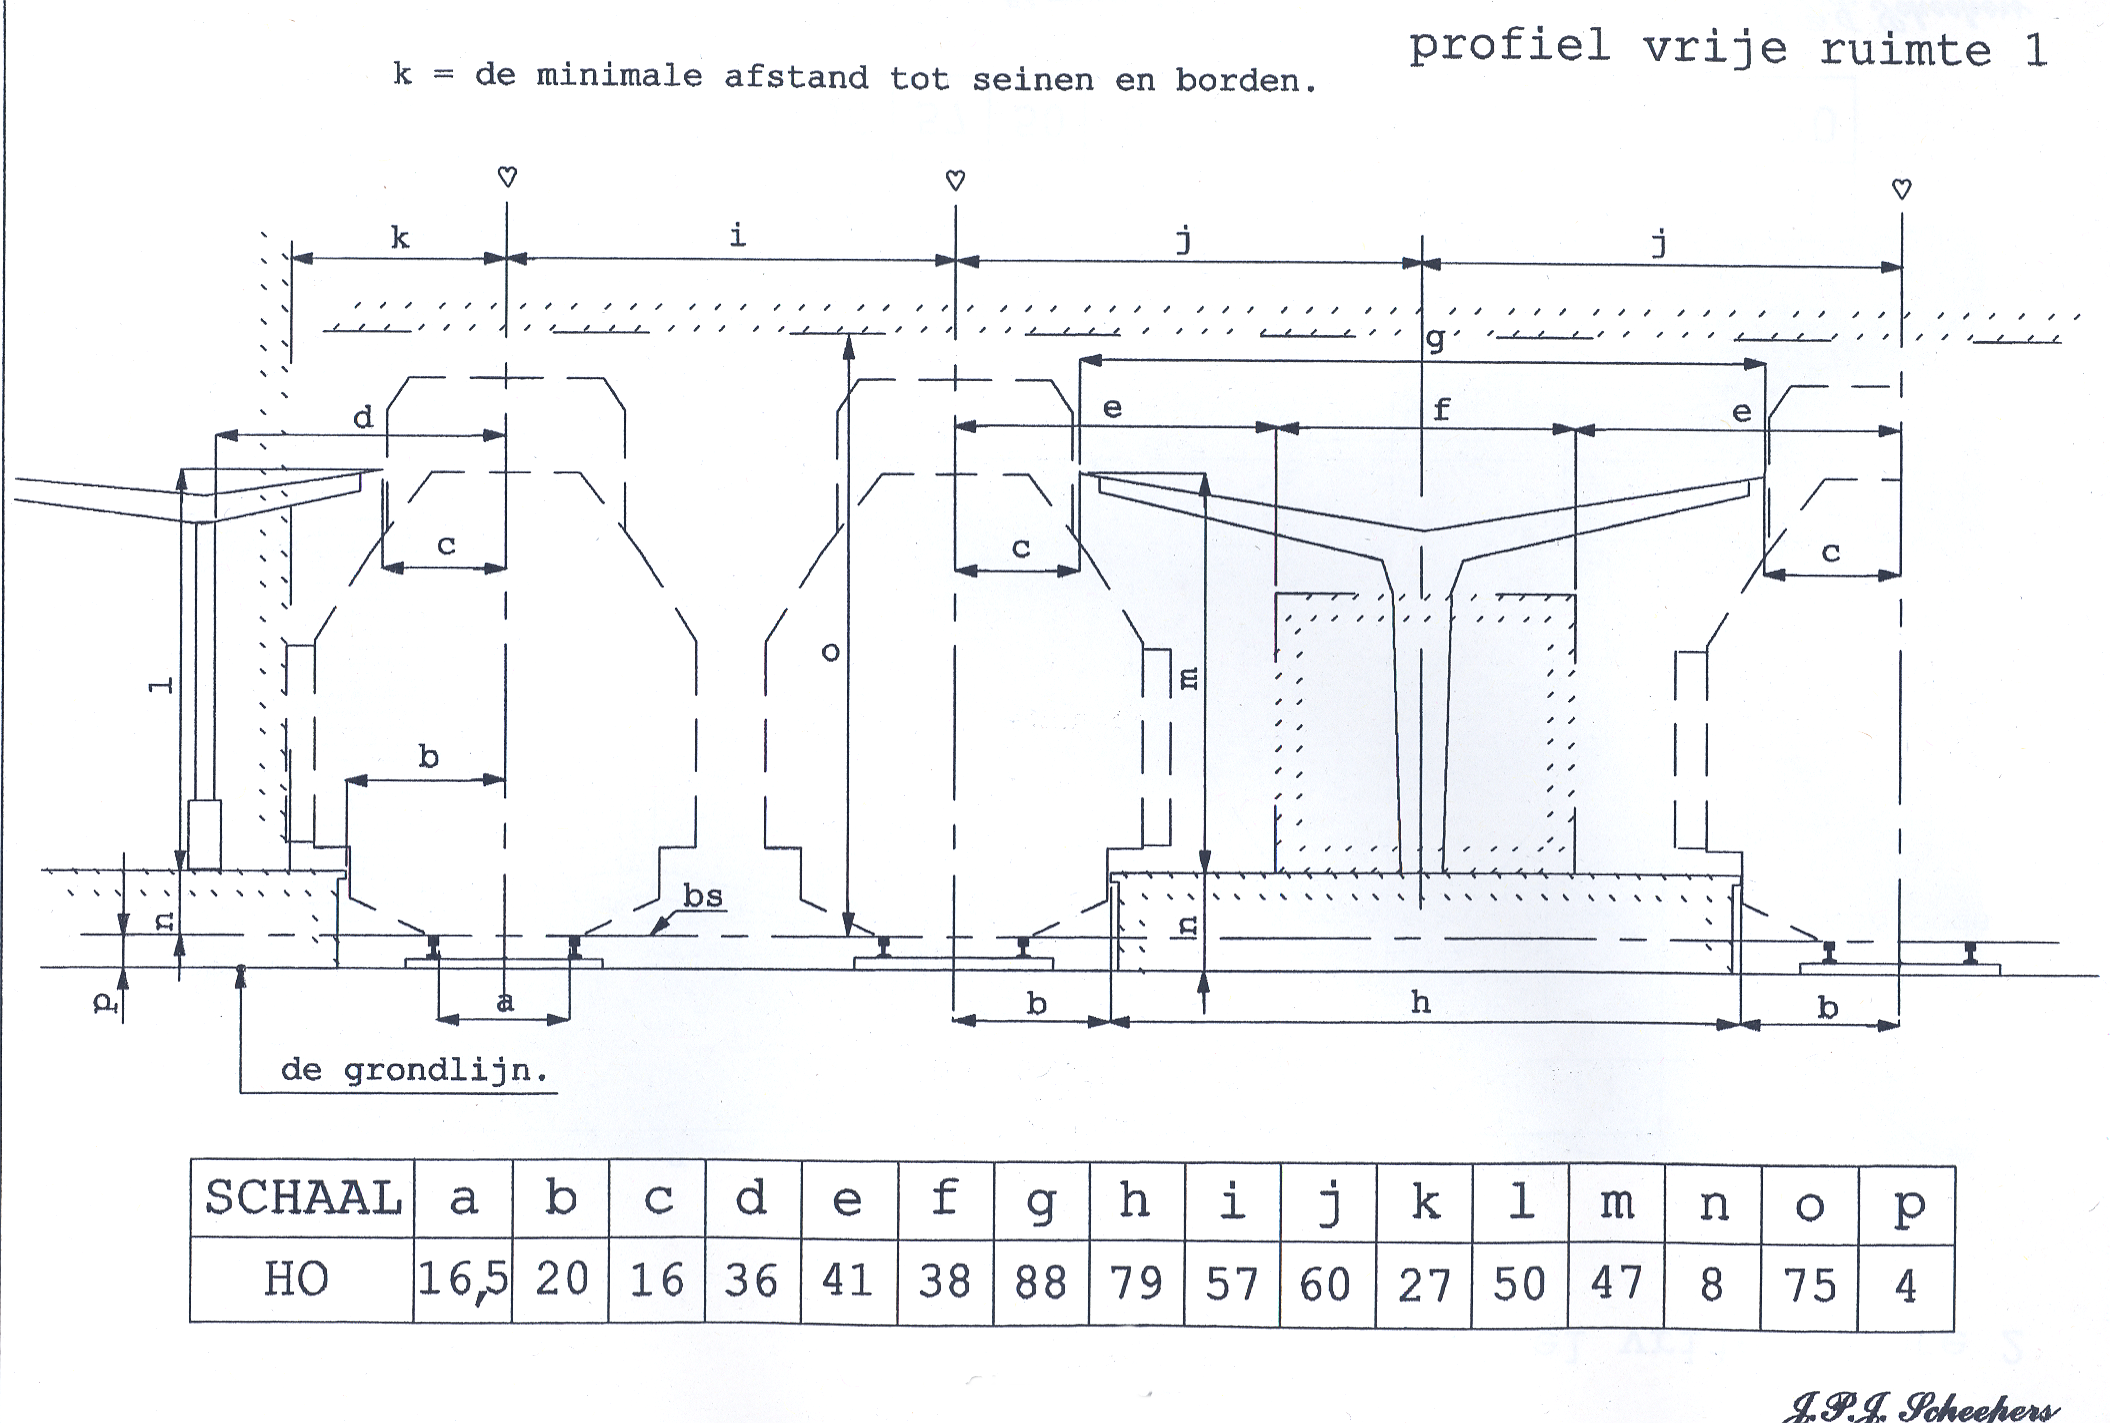 profiel vrije ruimte 1
k = de minimale afstand tot seinen en borden.
♡ ♡ ♡
k i j j
g
d e f e
c c c
l o m
b
bs
n n
p a b h b
de grondlijn.
SCHAAL a b c d e f g h i j k l m n o p
HO 16,5 20 16 36 41 38 88 79 57 60 27 50 47 8 75 4
J.P.J. Scheepers